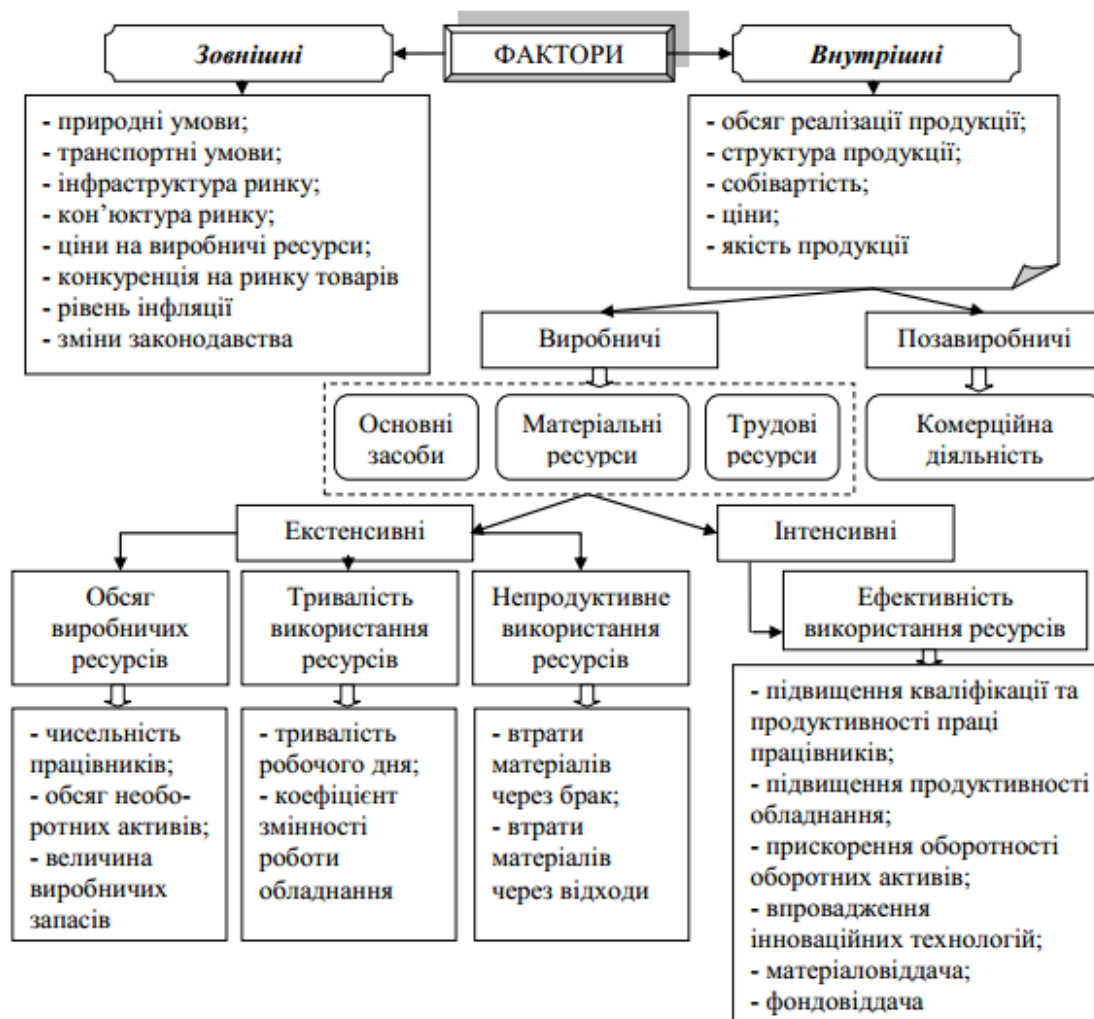 ФАКТОРИ
Зовнішні
Внутрішні
- природні умови;
- транспортні умови;
- інфраструктура ринку;
- кон’юктура ринку;
- ціни на виробничі ресурси;
- конкуренція на ринку товарів
- рівень інфляції
- зміни законодавства
- обсяг реалізації продукції;
- структура продукції;
- собівартість;
- ціни;
- якість продукції
Виробничі
Позавиробничі
Основні
засоби
Матеріальні
ресурси
Трудові
ресурси
Комерційна
діяльність
Екстенсивні
Інтенсивні
Обсяг
виробничих
ресурсів
Тривалість
використання
ресурсів
Непродуктивне
використання
ресурсів
Ефективність
використання ресурсів
- чисельність
працівників;
- обсяг необо-
ротних активів;
- величина
виробничих
запасів
- тривалість
робочого дня;
- коефіцієнт
змінності
роботи
обладнання
- втрати
матеріалів
через брак;
- втрати
матеріалів
через відходи
- підвищення кваліфікації та
продуктивності праці
працівників;
- підвищення продуктивності
обладнання;
- прискорення оборотності
оборотних активів;
- впровадження
інноваційних технологій;
- матеріаловіддача;
- фондовіддача